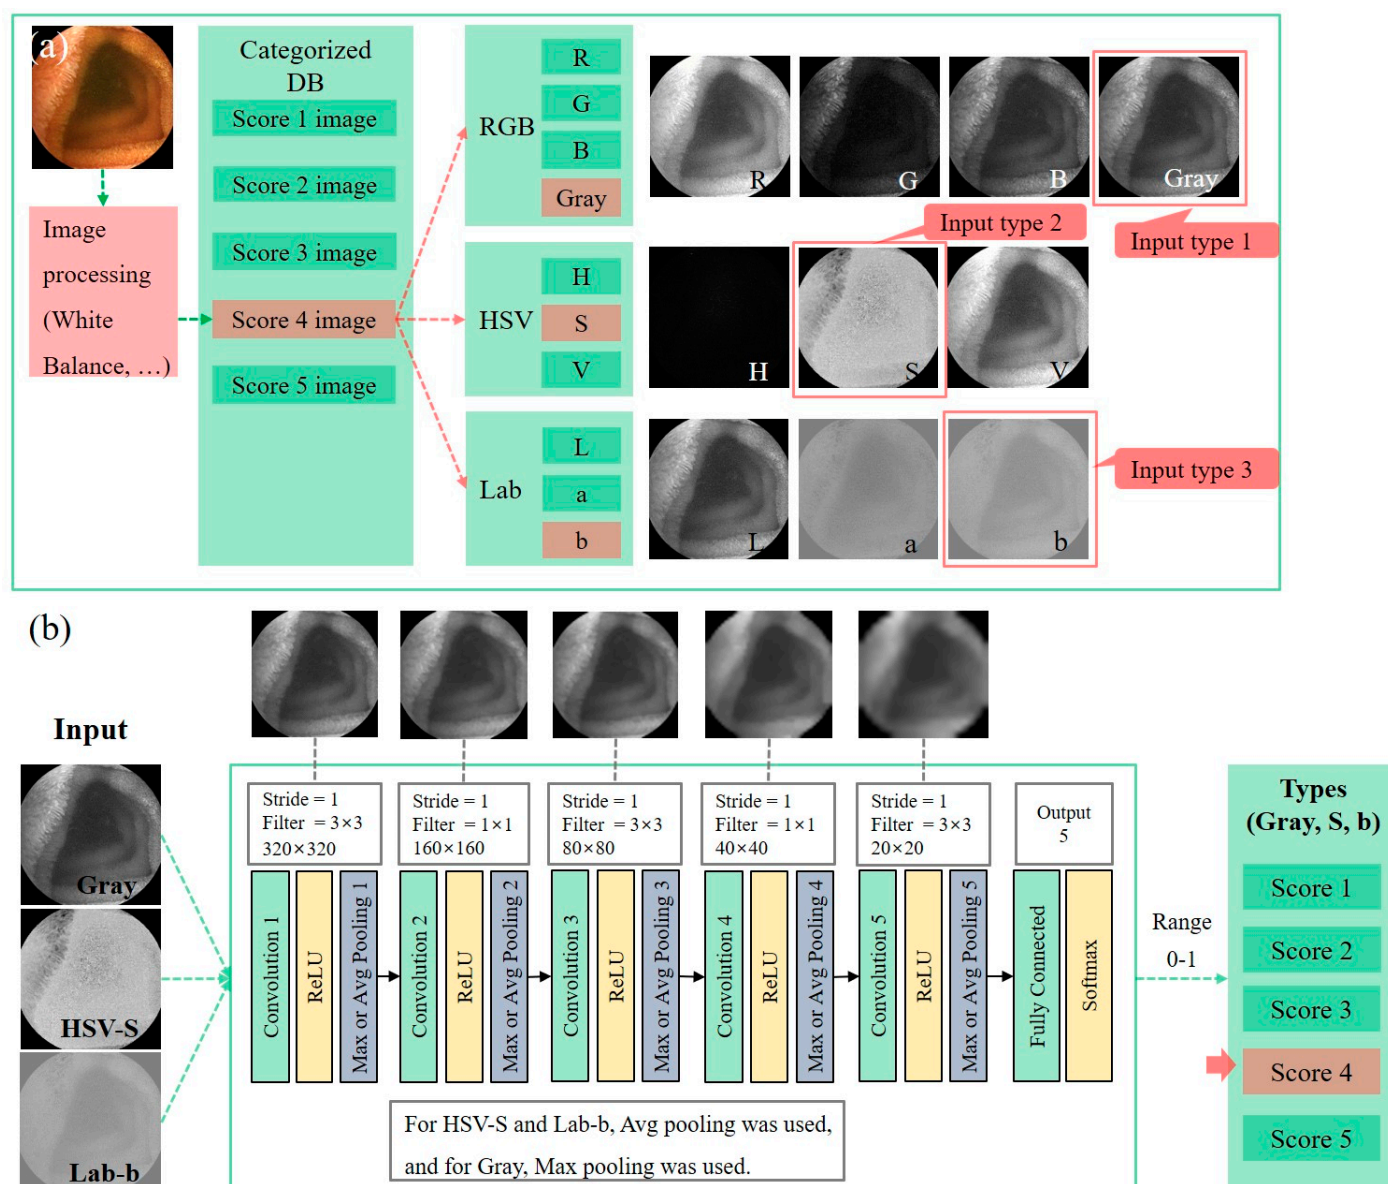 (a)
Categorized
DB
Score 1 image
Score 2 image
Score 3 image
Score 4 image
Score 5 image
Image
processing
(White
Balance, …)
RGB
R
G
B
Gray
HSV
H
S
V
Lab
L
a
b
R
G
B
Gray
Input type 1
Input type 2
H
S
V
L
a
b
Input type 3
(b)
Input
Gray
HSV-S
Lab-b
Stride = 1
Filter = 3×3
320×320
Stride = 1
Filter = 1×1
160×160
Stride = 1
Filter = 3×3
80×80
Stride = 1
Filter = 1×1
40×40
Stride = 1
Filter = 3×3
20×20
Output
5
Convolution 1
ReLU
Max or Avg Pooling 1
Convolution 2
ReLU
Max or Avg Pooling 2
Convolution 3
ReLU
Max or Avg Pooling 3
Convolution 4
ReLU
Max or Avg Pooling 4
Convolution 5
ReLU
Max or Avg Pooling 5
Fully Connected
Softmax
For HSV-S and Lab-b, Avg pooling was used,
and for Gray, Max pooling was used.
Range
0-1
Types
(Gray, S, b)
Score 1
Score 2
Score 3
Score 4
Score 5